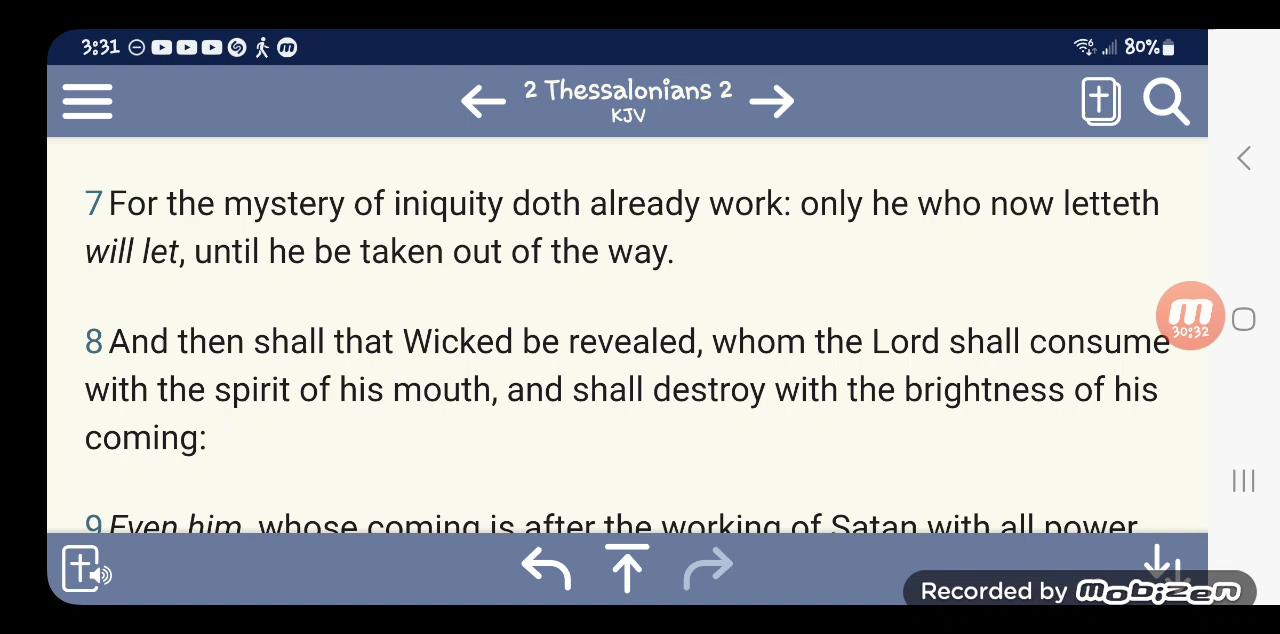 3:31 80%
2 Thessalonians 2
KJV
7 For the mystery of iniquity doth already work: only he who now letteth
will let, until he be taken out of the way.
8 And then shall that Wicked be revealed, whom the Lord shall consume
with the spirit of his mouth, and shall destroy with the brightness of his
coming:
30:32
9 Even him, whose coming is after the working of Satan with all power
Recorded by mobizen